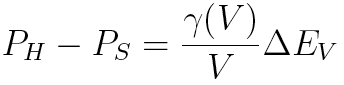 $P_H - P_S = \frac{\gamma(V)}{V} \Delta E_V$